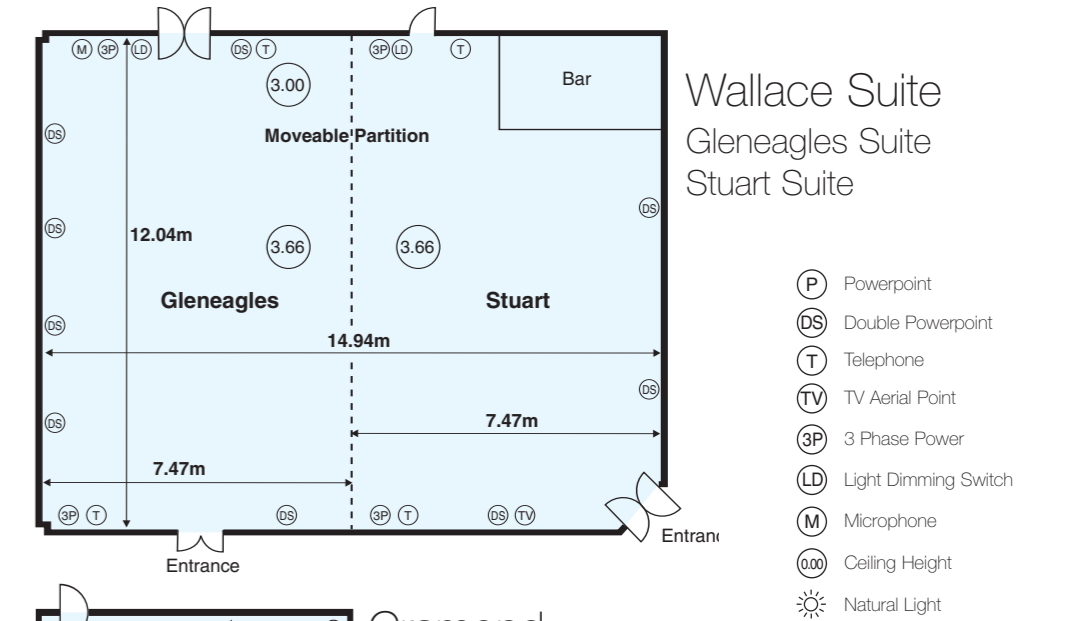 M 3P LD DS T 3P LD T
3.00
Bar
Wallace Suite
Gleneagles Suite
Stuart Suite
DS
Moveable Partition
DS
DS
12.04m
3.66
3.66
Gleneagles
Stuart
DS
14.94m
DS
DS
7.47m
7.47m
3P T DS 3P T DS TV
Entrance
P Powerpoint
DS Double Powerpoint
T Telephone
TV TV Aerial Point
3P 3 Phase Power
LD Light Dimming Switch
M Microphone
0.00 Ceiling Height
Natural Light